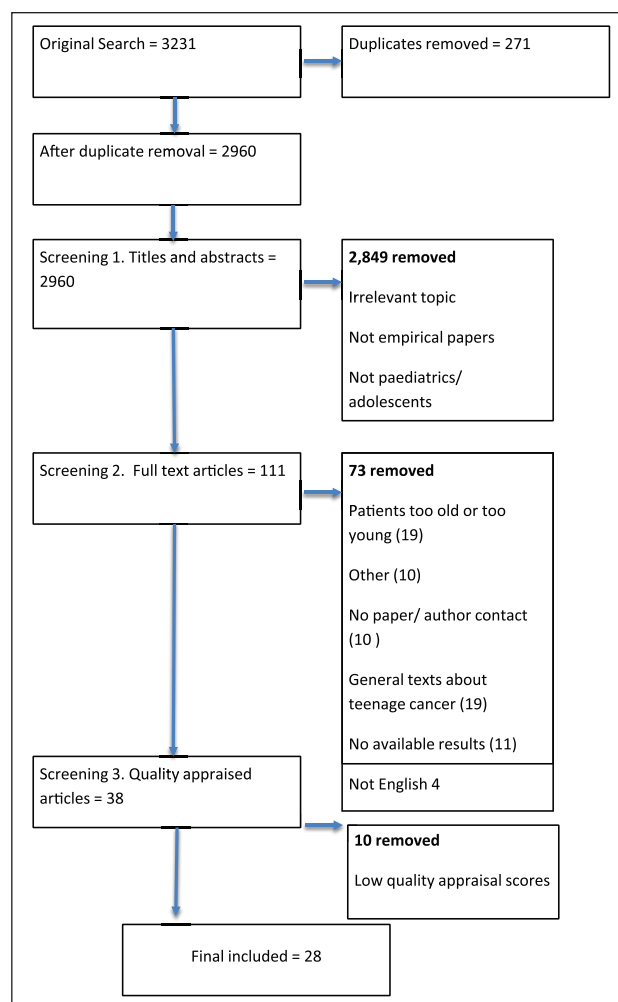 Original Search = 3231
Duplicates removed = 271
After duplicate removal = 2960
Screening 1. Titles and abstracts =
2960
2,849 removed
Irrelevant topic
Not empirical papers
Not paediatrics/
adolescents
Screening 2.  Full text articles = 111
73 removed
Patients too old or too
young (19)
Other (10)
No paper/ author contact
(10 )
General texts about
teenage cancer (19)
No available results (11)
Not English 4
Screening 3. Quality appraised
articles = 38
10 removed
Low quality appraisal scores
Final included = 28